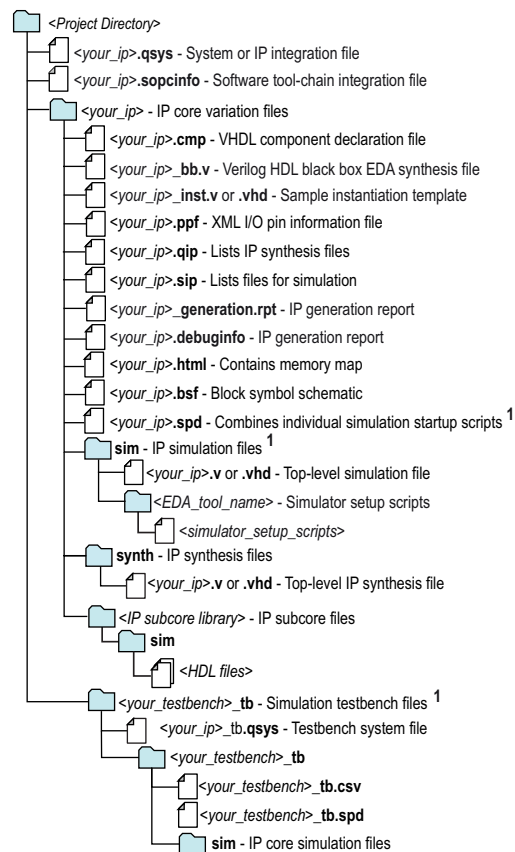 <Project Directory>
<your_ip>.qsys - System or IP integration file
<your_ip>.sopcinfo - Software tool-chain integration file
<your_ip> - IP core variation files
<your_ip>.cmp - VHDL component declaration file
<your_ip>_bb.v - Verilog HDL black box EDA synthesis file
<your_ip>_inst.v or .vhd - Sample instantiation template
<your_ip>.ppf - XML I/O pin information file
<your_ip>.qip - Lists IP synthesis files
<your_ip>.sip - Lists files for simulation
<your_ip>_generation.rpt - IP generation report
<your_ip>.debuginfo - IP generation report
<your_ip>.html - Contains memory map
<your_ip>.bsf - Block symbol schematic
<your_ip>.spd - Combines individual simulation startup scripts 1
sim - IP simulation files 1
<your_ip>.v or .vhd - Top-level simulation file
<EDA_tool_name> - Simulator setup scripts
<simulator_setup_scripts>
synth - IP synthesis files
<your_ip>.v or .vhd - Top-level IP synthesis file
<IP subcore library> - IP subcore files
sim
<HDL files>
<your_testbench>_tb - Simulation testbench files 1
<your_ip>_tb.qsys - Testbench system file
<your_testbench>_tb
<your_testbench>_tb.csv
<your_testbench>_tb.spd
sim - IP core simulation files